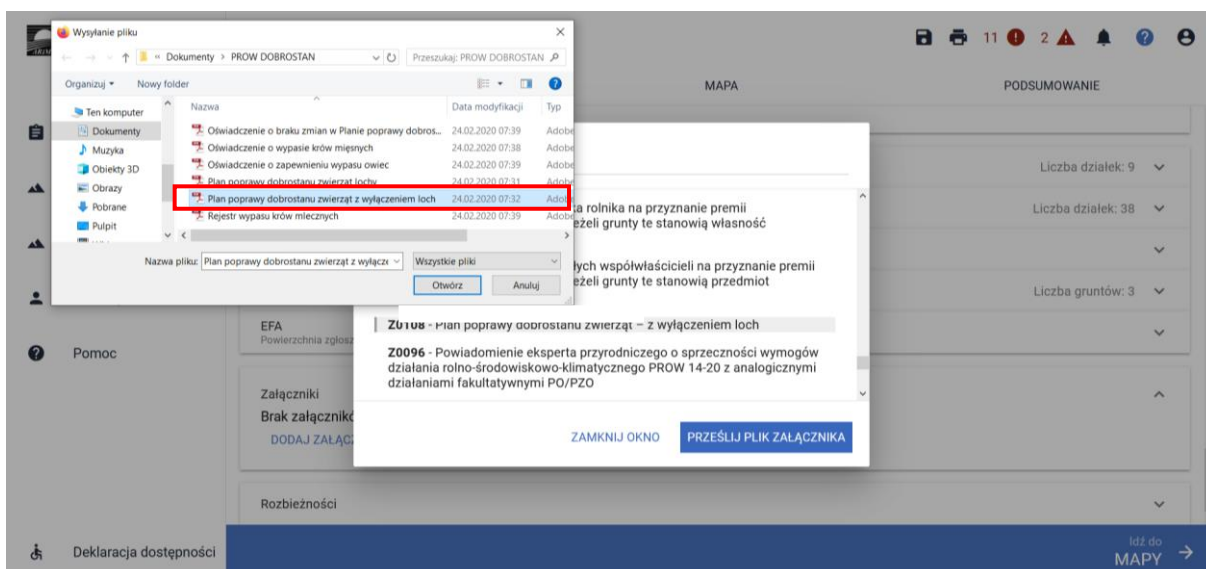 Wysyłanie pliku
« Dokumenty > PROW DOBROSTAN
Przeszukaj: PROW DOBROSTAN
Organizuj
Nowy folder
Ten komputer
Dokumenty
Muzyka
Obiekty 3D
Obrazy
Pobrane
Pulpit
Nazwa Data modyfikacji Typ
Oświadczenie o braku zmian w Planie poprawy dobros... 24.02.2020 07:39 Adobe
Oświadczenie o wypasie krów mięsnych 24.02.2020 07:38 Adobe
Oświadczenie o zapewnieniu wypasu owiec 24.02.2020 07:39 Adobe
Plan poprawy dobrostanu zwierząt lochy 24.02.2020 07:31 Adobe
Plan poprawy dobrostanu zwierząt z wyłączeniem loch 24.02.2020 07:32 Adobe
Rejestr wypasu krów mlecznych 24.02.2020 07:39 Adobe
Nazwa pliku: Plan poprawy dobrostanu zwierząt z wyłącze
Wszystkie pliki
Otwórz
Anuluj
11 2
MAPA
PODSUMOWANIE
Liczba działek: 9
Liczba działek: 38
Liczba gruntów: 3
rolnika na przyznanie premii
eżeli grunty te stanowią własność
łych współwłaścicieli na przyznanie premii
eżeli grunty te stanowią przedmiot
Z0108 - Plan poprawy dobrostanu zwierząt – z wyłączeniem loch
Z0096 - Powiadomienie eksperta przyrodniczego o sprzeczności wymogów
działania rolno-środowiskowo-klimatycznego PROW 14-20 z analogicznymi
działaniami fakultatywnymi PO/PZO
ZAMKNIJ OKNO
PRZEŚLIJ PLIK ZAŁĄCZNIKA
EFA
Powierzchnia zgłosz
Pomoc
Załączniki
Brak załącznikó
DODAJ ZAŁĄCZ
Rozbieżności
Deklaracja dostępności
Idź do
MAPY